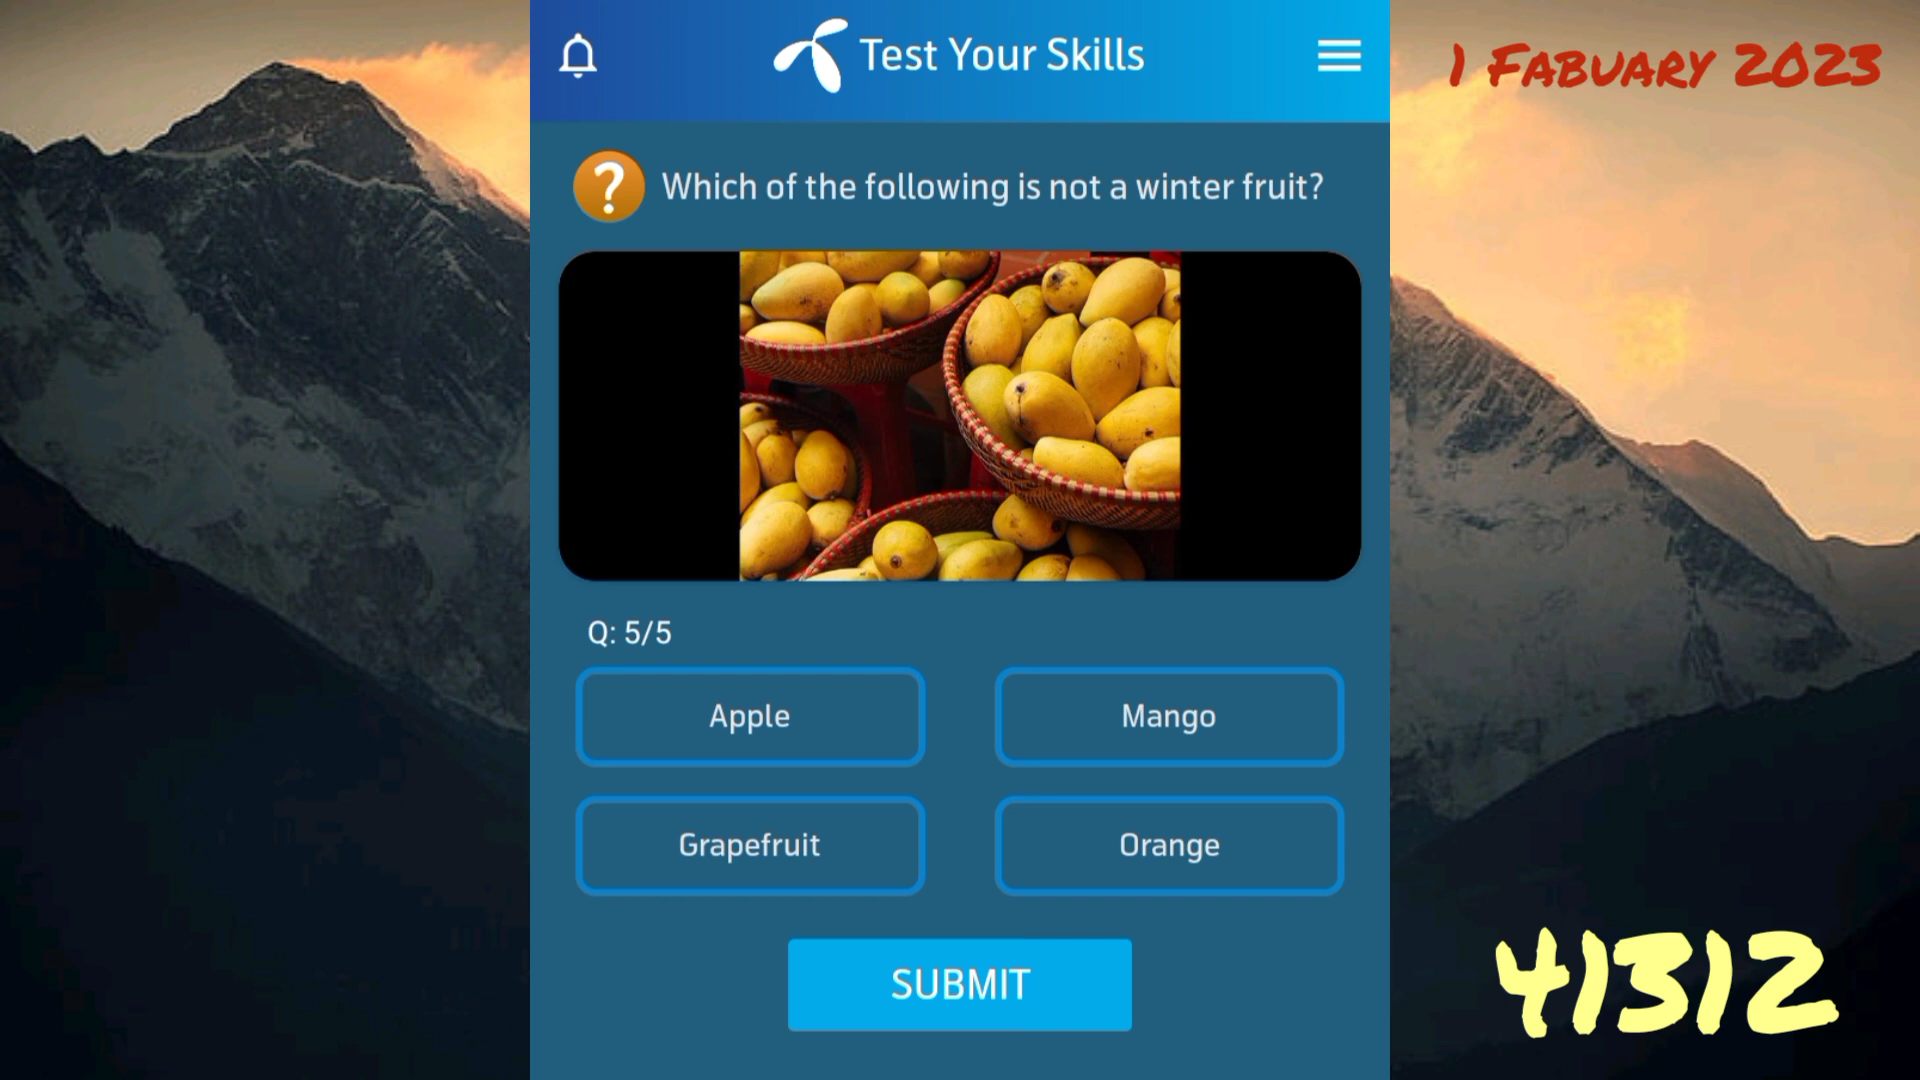 Test Your Skills
1 Fabuary 2023
Which of the following is not a winter fruit?
Q: 5/5
Apple
Mango
Grapefruit
Orange
SUBMIT
41312